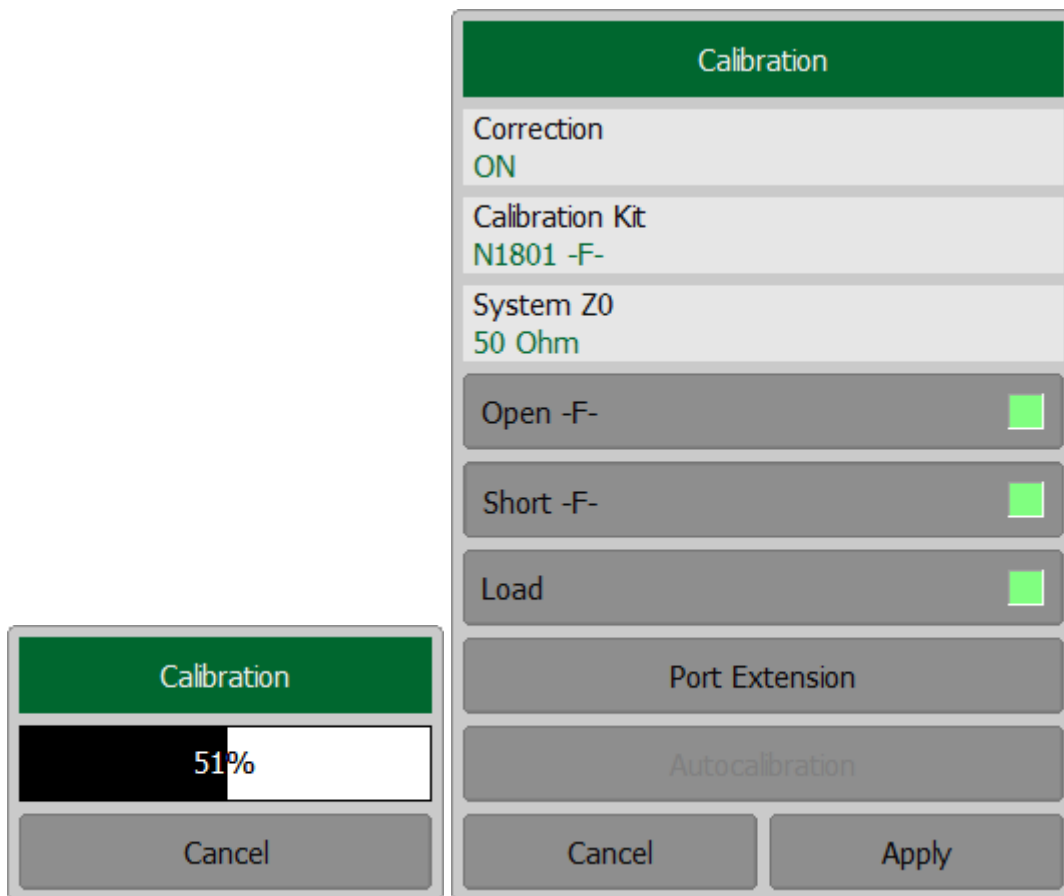 Calibration
51%
Cancel
Calibration
Correction
ON
Calibration Kit
N1801 -F-
System Z0
50 Ohm
Open -F-
Short -F-
Load
Port Extension
Autocalibration
Cancel
Apply